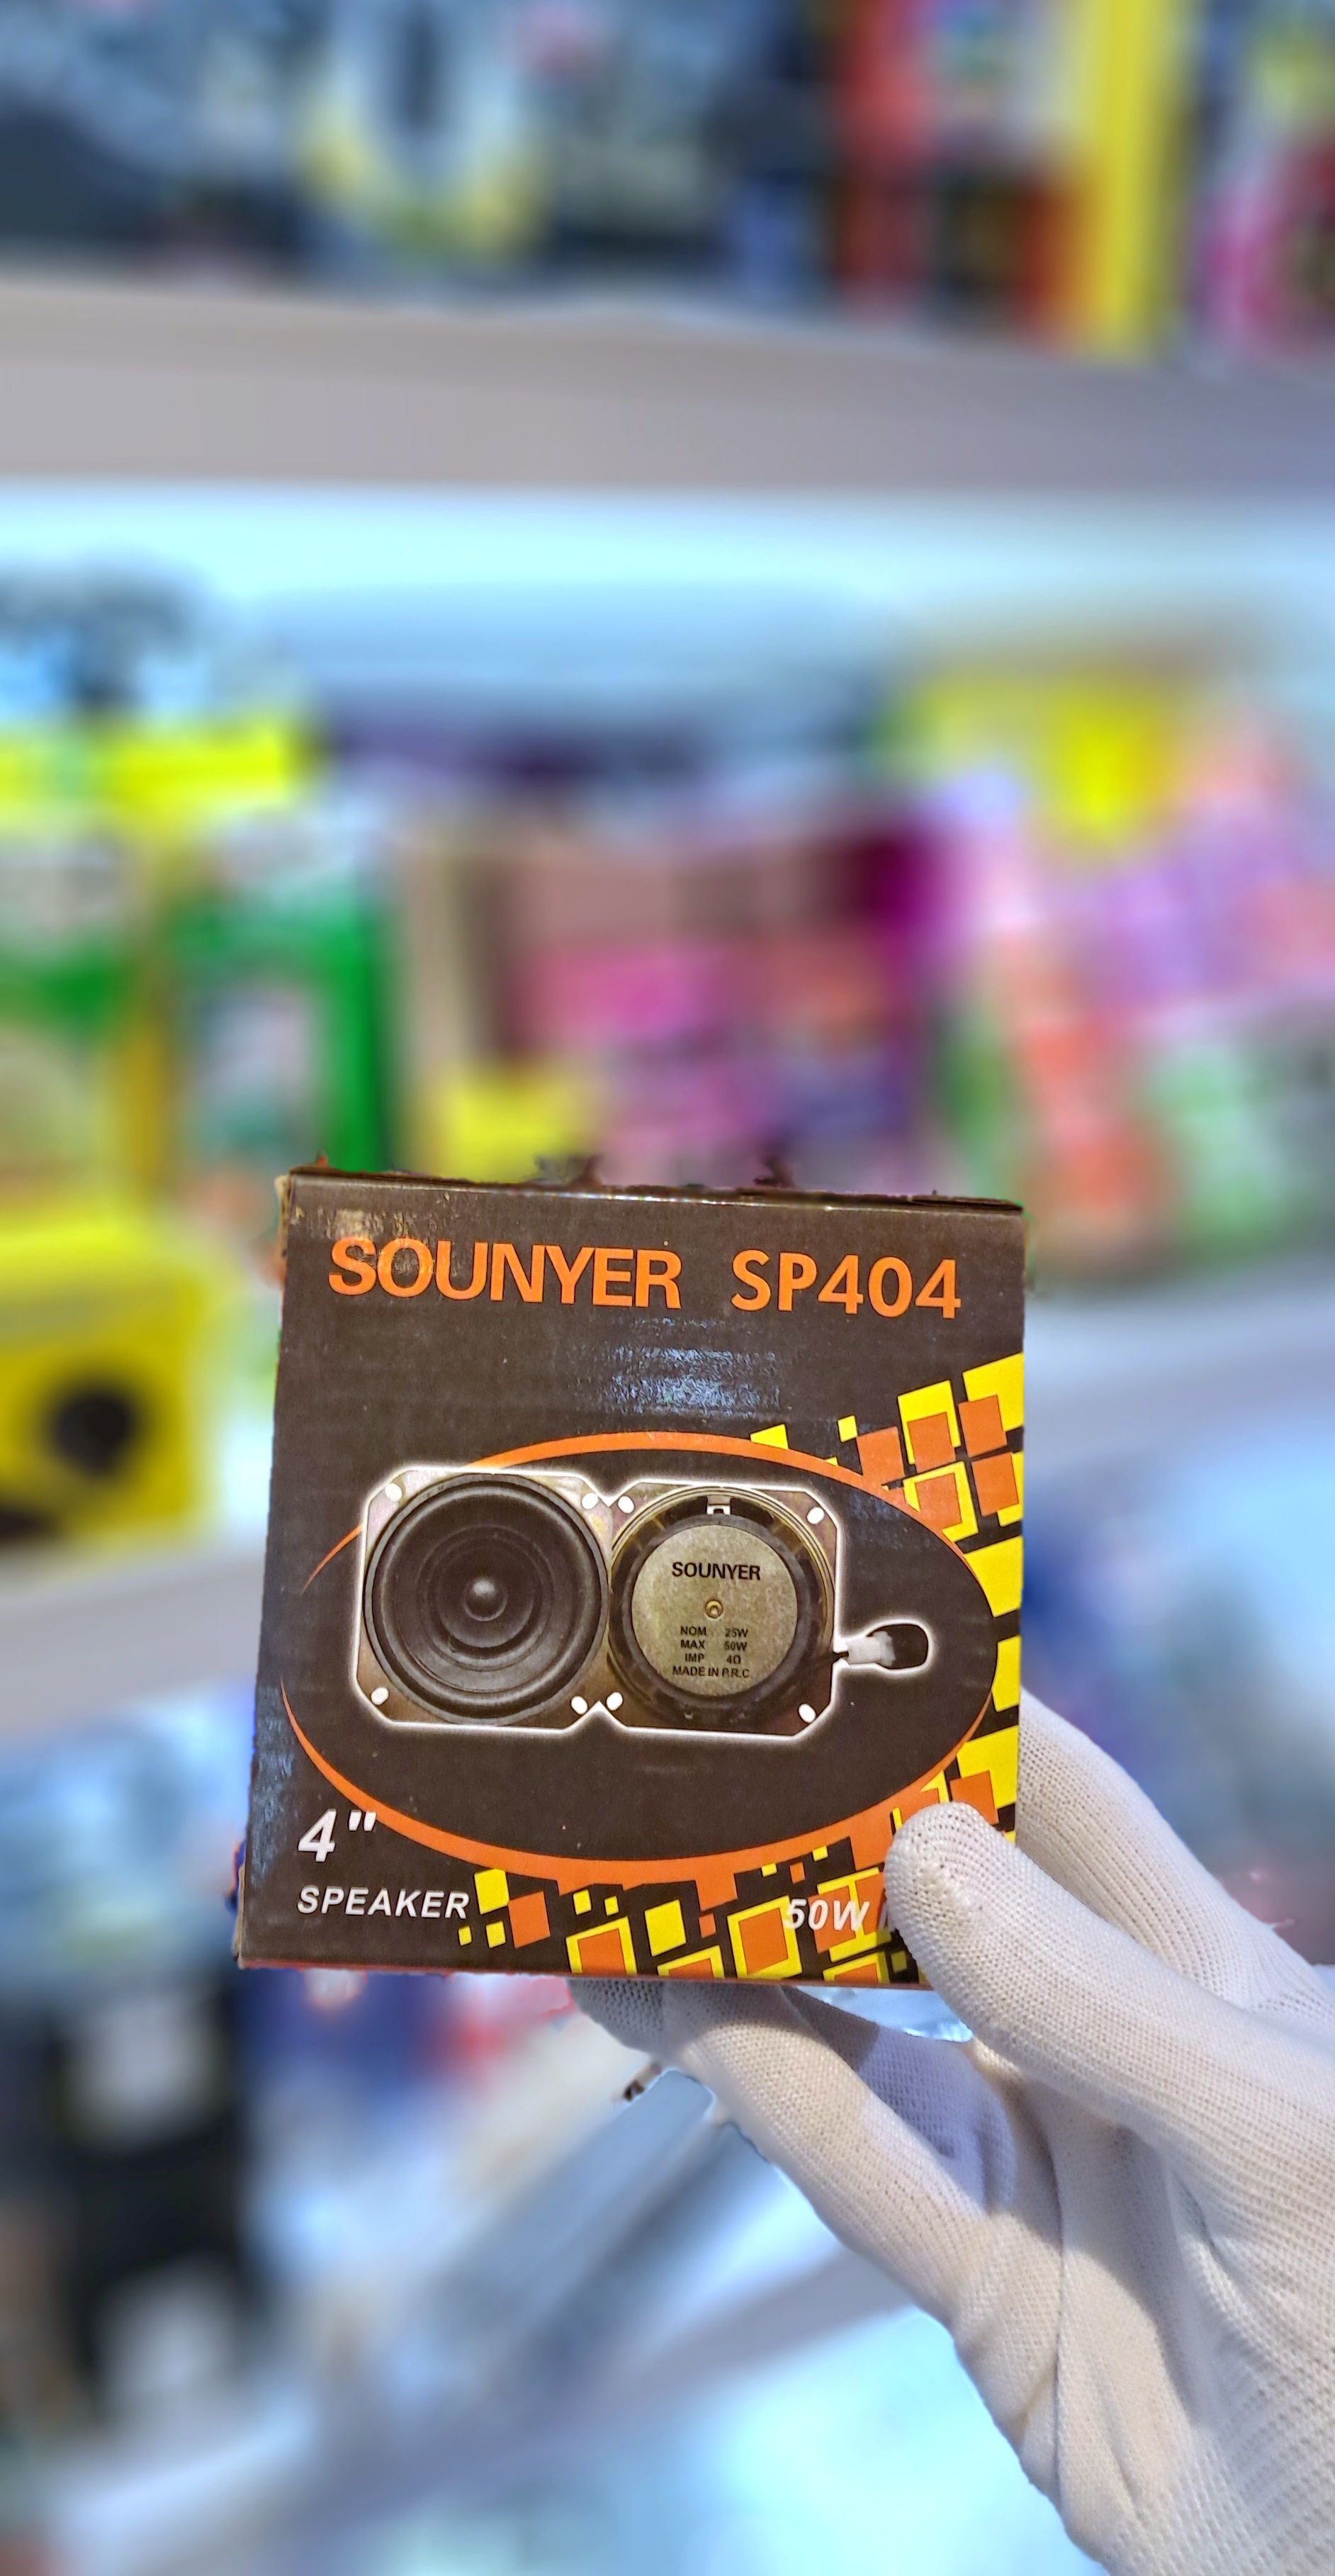 SOUNYER SP404
SOUNYER
NOM 25W
MAX 50W
IMP 4Ω
MADE IN P.R.C.
4"
SPEAKER
50W